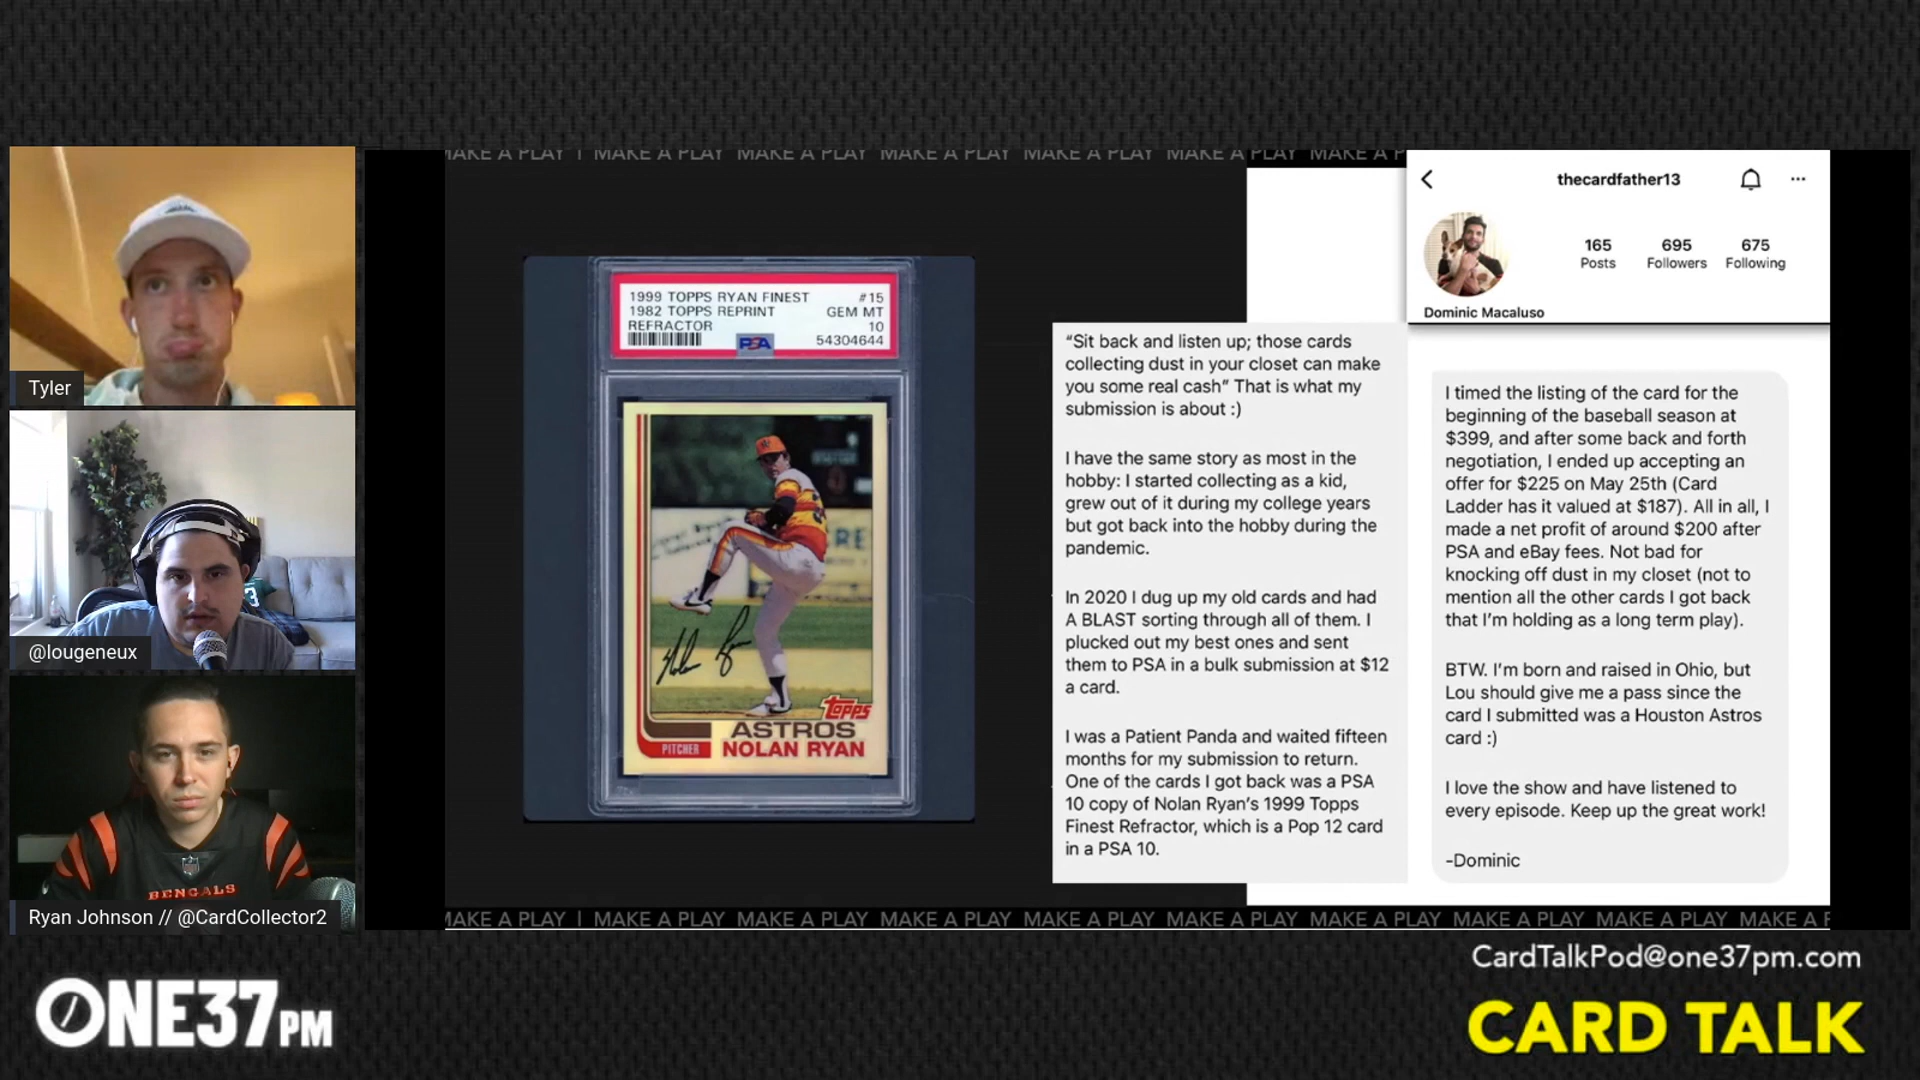 MAKE A PLAY | MAKE A PLAY MAKE A PLAY MAKE A PLAY MAKE A PLAY MAKE A PLAY MAKE A P
Tyler
@lougeneux
3
BENGALS
Ryan Johnson // @CardCollector2
1999 TOPPS RYAN FINEST #15
1982 TOPPS REPRINT GEM MT
REFRACTOR 10
PSA 54304644
Nolan Ryan
topps
ASTROS
PITCHER NOLAN RYAN
thecardfather13
165 695 675
Posts Followers Following
Dominic Macaluso
“Sit back and listen up; those cards
collecting dust in your closet can make
you some real cash” That is what my
submission is about :)
I have the same story as most in the
hobby: I started collecting as a kid,
grew out of it during my college years
but got back into the hobby during the
pandemic.
In 2020 I dug up my old cards and had
A BLAST sorting through all of them. I
plucked out my best ones and sent
them to PSA in a bulk submission at $12
a card.
I was a Patient Panda and waited fifteen
months for my submission to return.
One of the cards I got back was a PSA
10 copy of Nolan Ryan’s 1999 Topps
Finest Refractor, which is a Pop 12 card
in a PSA 10.
I timed the listing of the card for the
beginning of the baseball season at
$399, and after some back and forth
negotiation, I ended up accepting an
offer for $225 on May 25th (Card
Ladder has it valued at $187). All in all, I
made a net profit of around $200 after
PSA and eBay fees. Not bad for
knocking off dust in my closet (not to
mention all the other cards I got back
that I’m holding as a long term play).
BTW. I’m born and raised in Ohio, but
Lou should give me a pass since the
card I submitted was a Houston Astros
card :)
I love the show and have listened to
every episode. Keep up the great work!
-Dominic
MAKE A PLAY | MAKE A PLAY MAKE A PLAY MAKE A PLAY MAKE A PLAY MAKE A PLAY MAKE A PLAY MAKE A PLAY MAKE A PLAY MAKE A P
CardTalkPod@one37pm.com
ONE37PM
CARD TALK